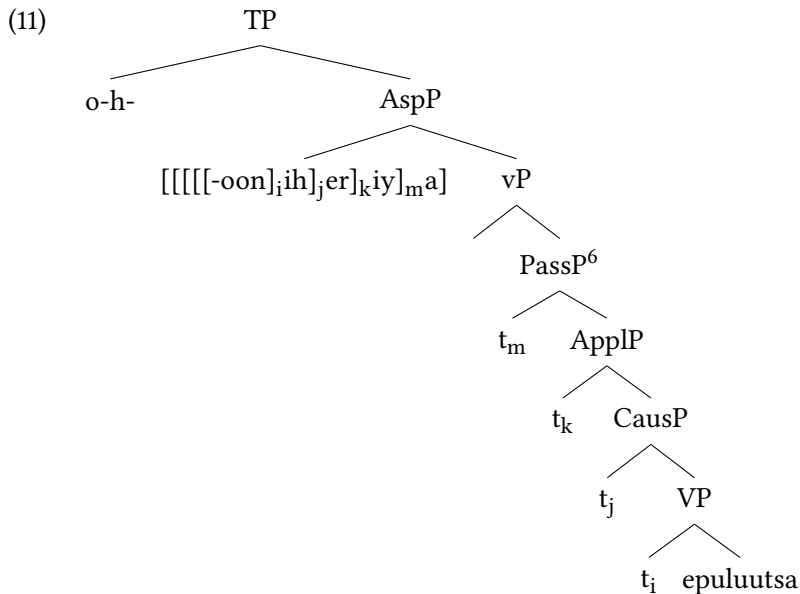 (11) TP
o-h- AspP
[[[[[-oon]iih]jer]kiy]ma] vP
PassP6
tm ApplP
tk CausP
tj VP
ti epuluutsa